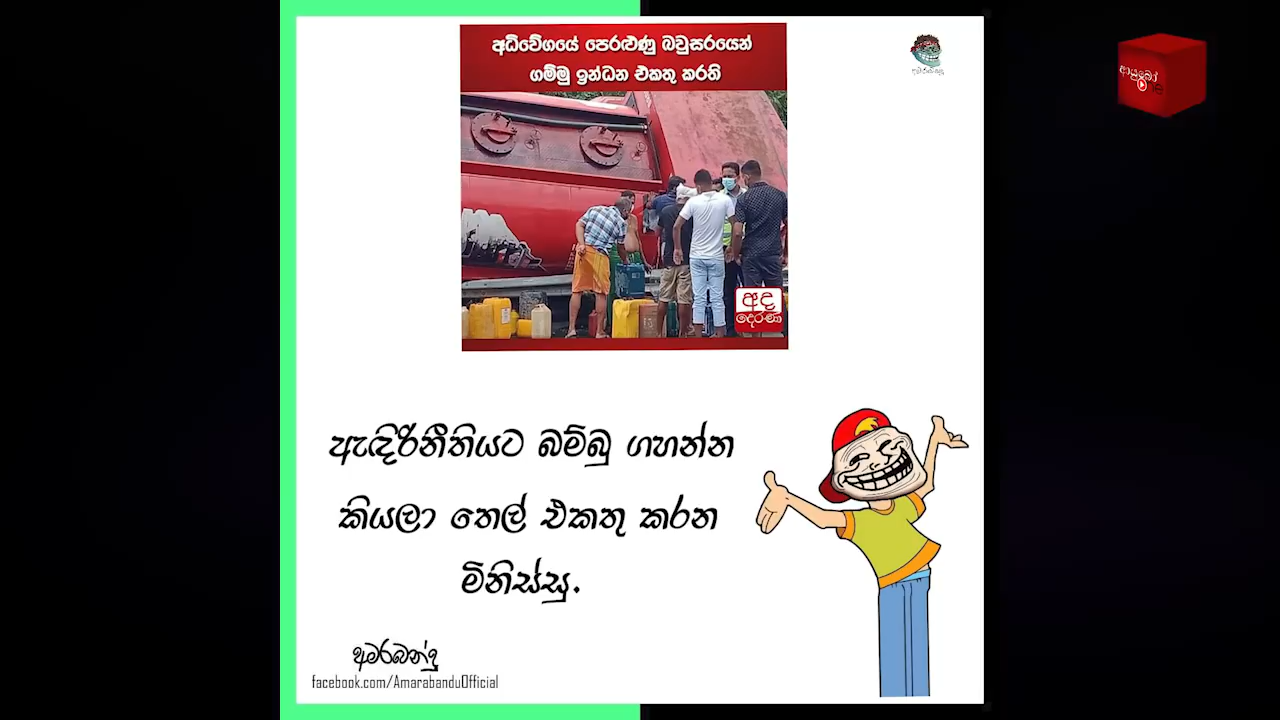 අධිවේගයේ පෙරළුණු බවුසරයෙන්
ගම්මු ඉන්ධන එකතු කරති
අද
දෙරණ
ඇඳිරිනීතියට බම්බු ගහන්න
කියලා තෙල් එකතු කරන
මිනිස්සු.
අමරබන්දු
facebook.com/AmarabanduOfficial
ආයුබෝ